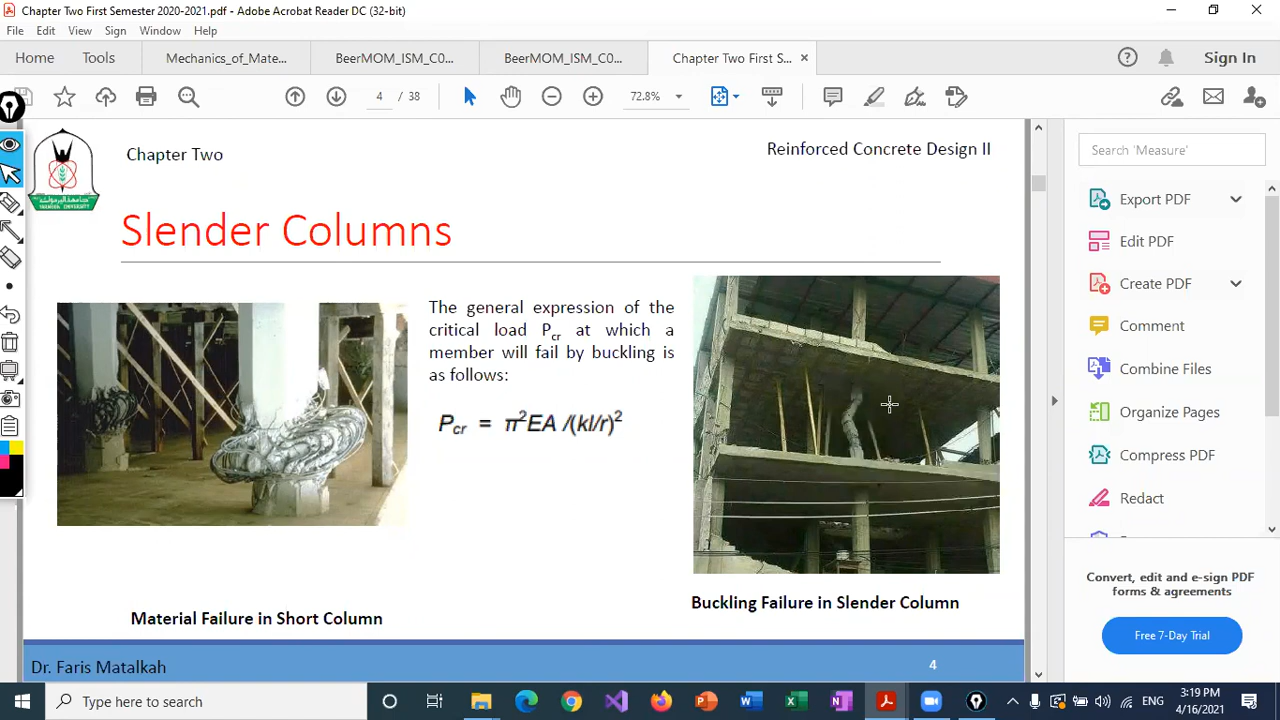 Chapter Two First Semester 2020-2021.pdf - Adobe Acrobat Reader DC (32-bit)
File Edit View Sign Window Help
Home Tools Mechanics_of_Mate... BeerMOM_ISM_C0... BeerMOM_ISM_C0... Chapter Two First S... × Sign In
4 / 38 72.8%
Chapter Two
Reinforced Concrete Design II
Slender Columns
The general expression of the
critical load Pcr at which a
member will fail by buckling is
as follows:
Pcr = π²EA /(kl/r)²
Material Failure in Short Column
Buckling Failure in Slender Column
Dr. Faris Matalkah
4
Search 'Measure'
Export PDF
Edit PDF
Create PDF
Comment
Combine Files
Organize Pages
Compress PDF
Redact
Convert, edit and e-sign PDF
forms & agreements
Free 7-Day Trial
Type here to search
ENG
3:19 PM
4/16/2021